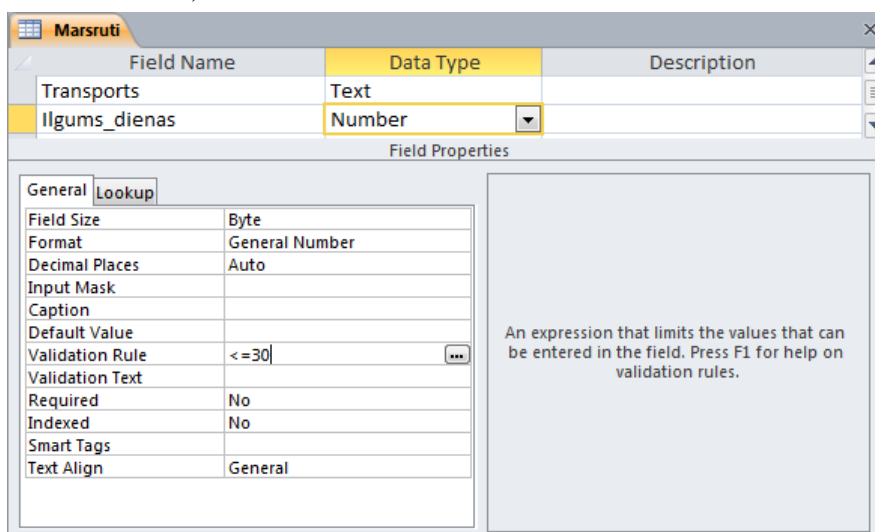 Marsruti
Field Name Data Type Description
Transports Text
Ilgums_dienas Number
Field Properties
General Lookup
Field Size Byte
Format General Number
Decimal Places Auto
Input Mask
Caption
Default Value
Validation Rule <=30
Validation Text
Required No
Indexed No
Smart Tags
Text Align General
An expression that limits the values that can
be entered in the field. Press F1 for help on
validation rules.